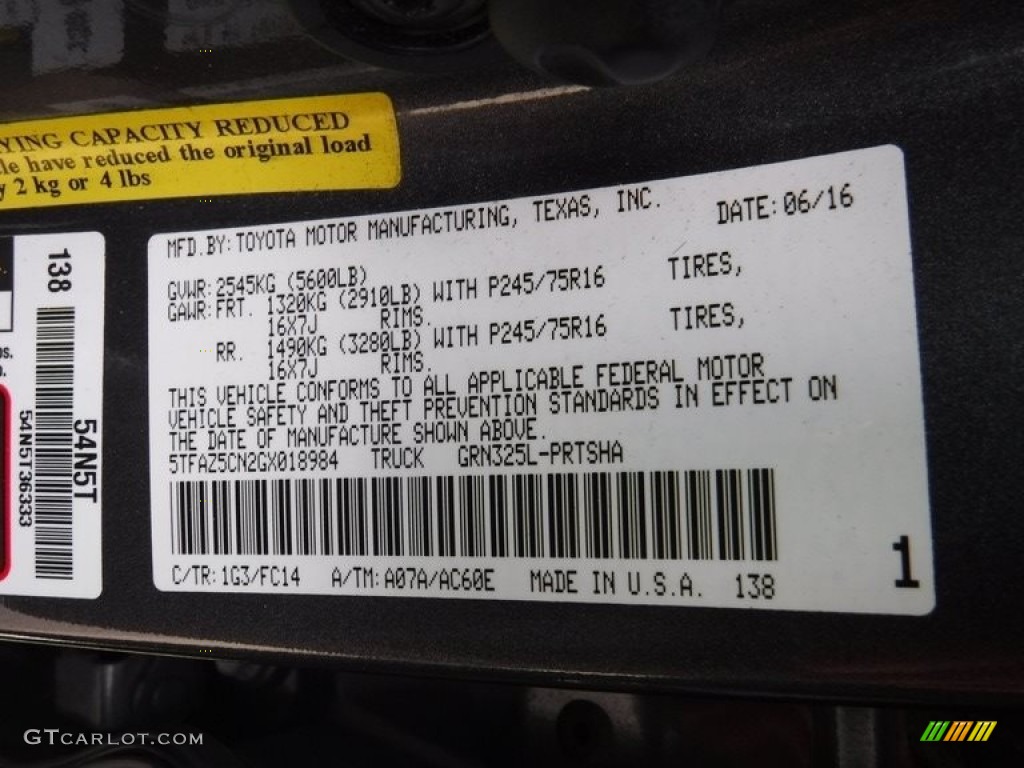 YING CAPACITY REDUCED
le have reduced the original load
y 2 kg or 4 lbs
138
54N5T
54N5T36333
MFD.BY:TOYOTA MOTOR MANUFACTURING, TEXAS, INC.
DATE:06/16
GVWR:2545KG (5600LB)
GAWR:FRT. 1320KG (2910LB) WITH P245/75R16 TIRES,
16X7J RIMS.
RR. 1490KG (3280LB) WITH P245/75R16 TIRES,
16X7J RIMS.
THIS VEHICLE CONFORMS TO ALL APPLICABLE FEDERAL MOTOR
VEHICLE SAFETY AND THEFT PREVENTION STANDARDS IN EFFECT ON
THE DATE OF MANUFACTURE SHOWN ABOVE.
5TFAZ5CN2GX018984 TRUCK GRN325L-PRTSHA
C/TR:1G3/FC14 A/TM:A07A/AC60E MADE IN U.S.A. 138
1
GTCARLOT.COM